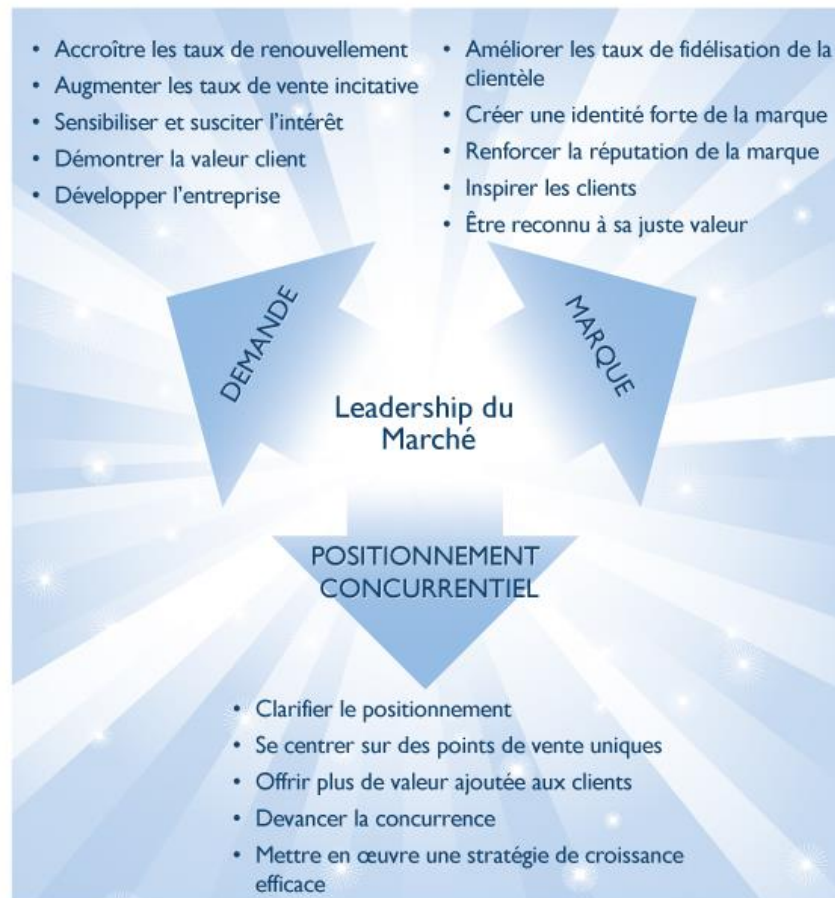 • Accroître les taux de renouvellement
• Augmenter les taux de vente incitative
• Sensibiliser et susciter l'intérêt
• Démontrer la valeur client
• Développer l'entreprise
• Améliorer les taux de fidélisation de la
clientèle
• Créer une identité forte de la marque
• Renforcer la réputation de la marque
• Inspirer les clients
• Être reconnu à sa juste valeur
DEMANDE
MARQUE
Leadership du
Marché
POSITIONNEMENT
CONCURRENTIEL
• Clarifier le positionnement
• Se centrer sur des points de vente uniques
• Offrir plus de valeur ajoutée aux clients
• Devancer la concurrence
• Mettre en œuvre une stratégie de croissance
efficace